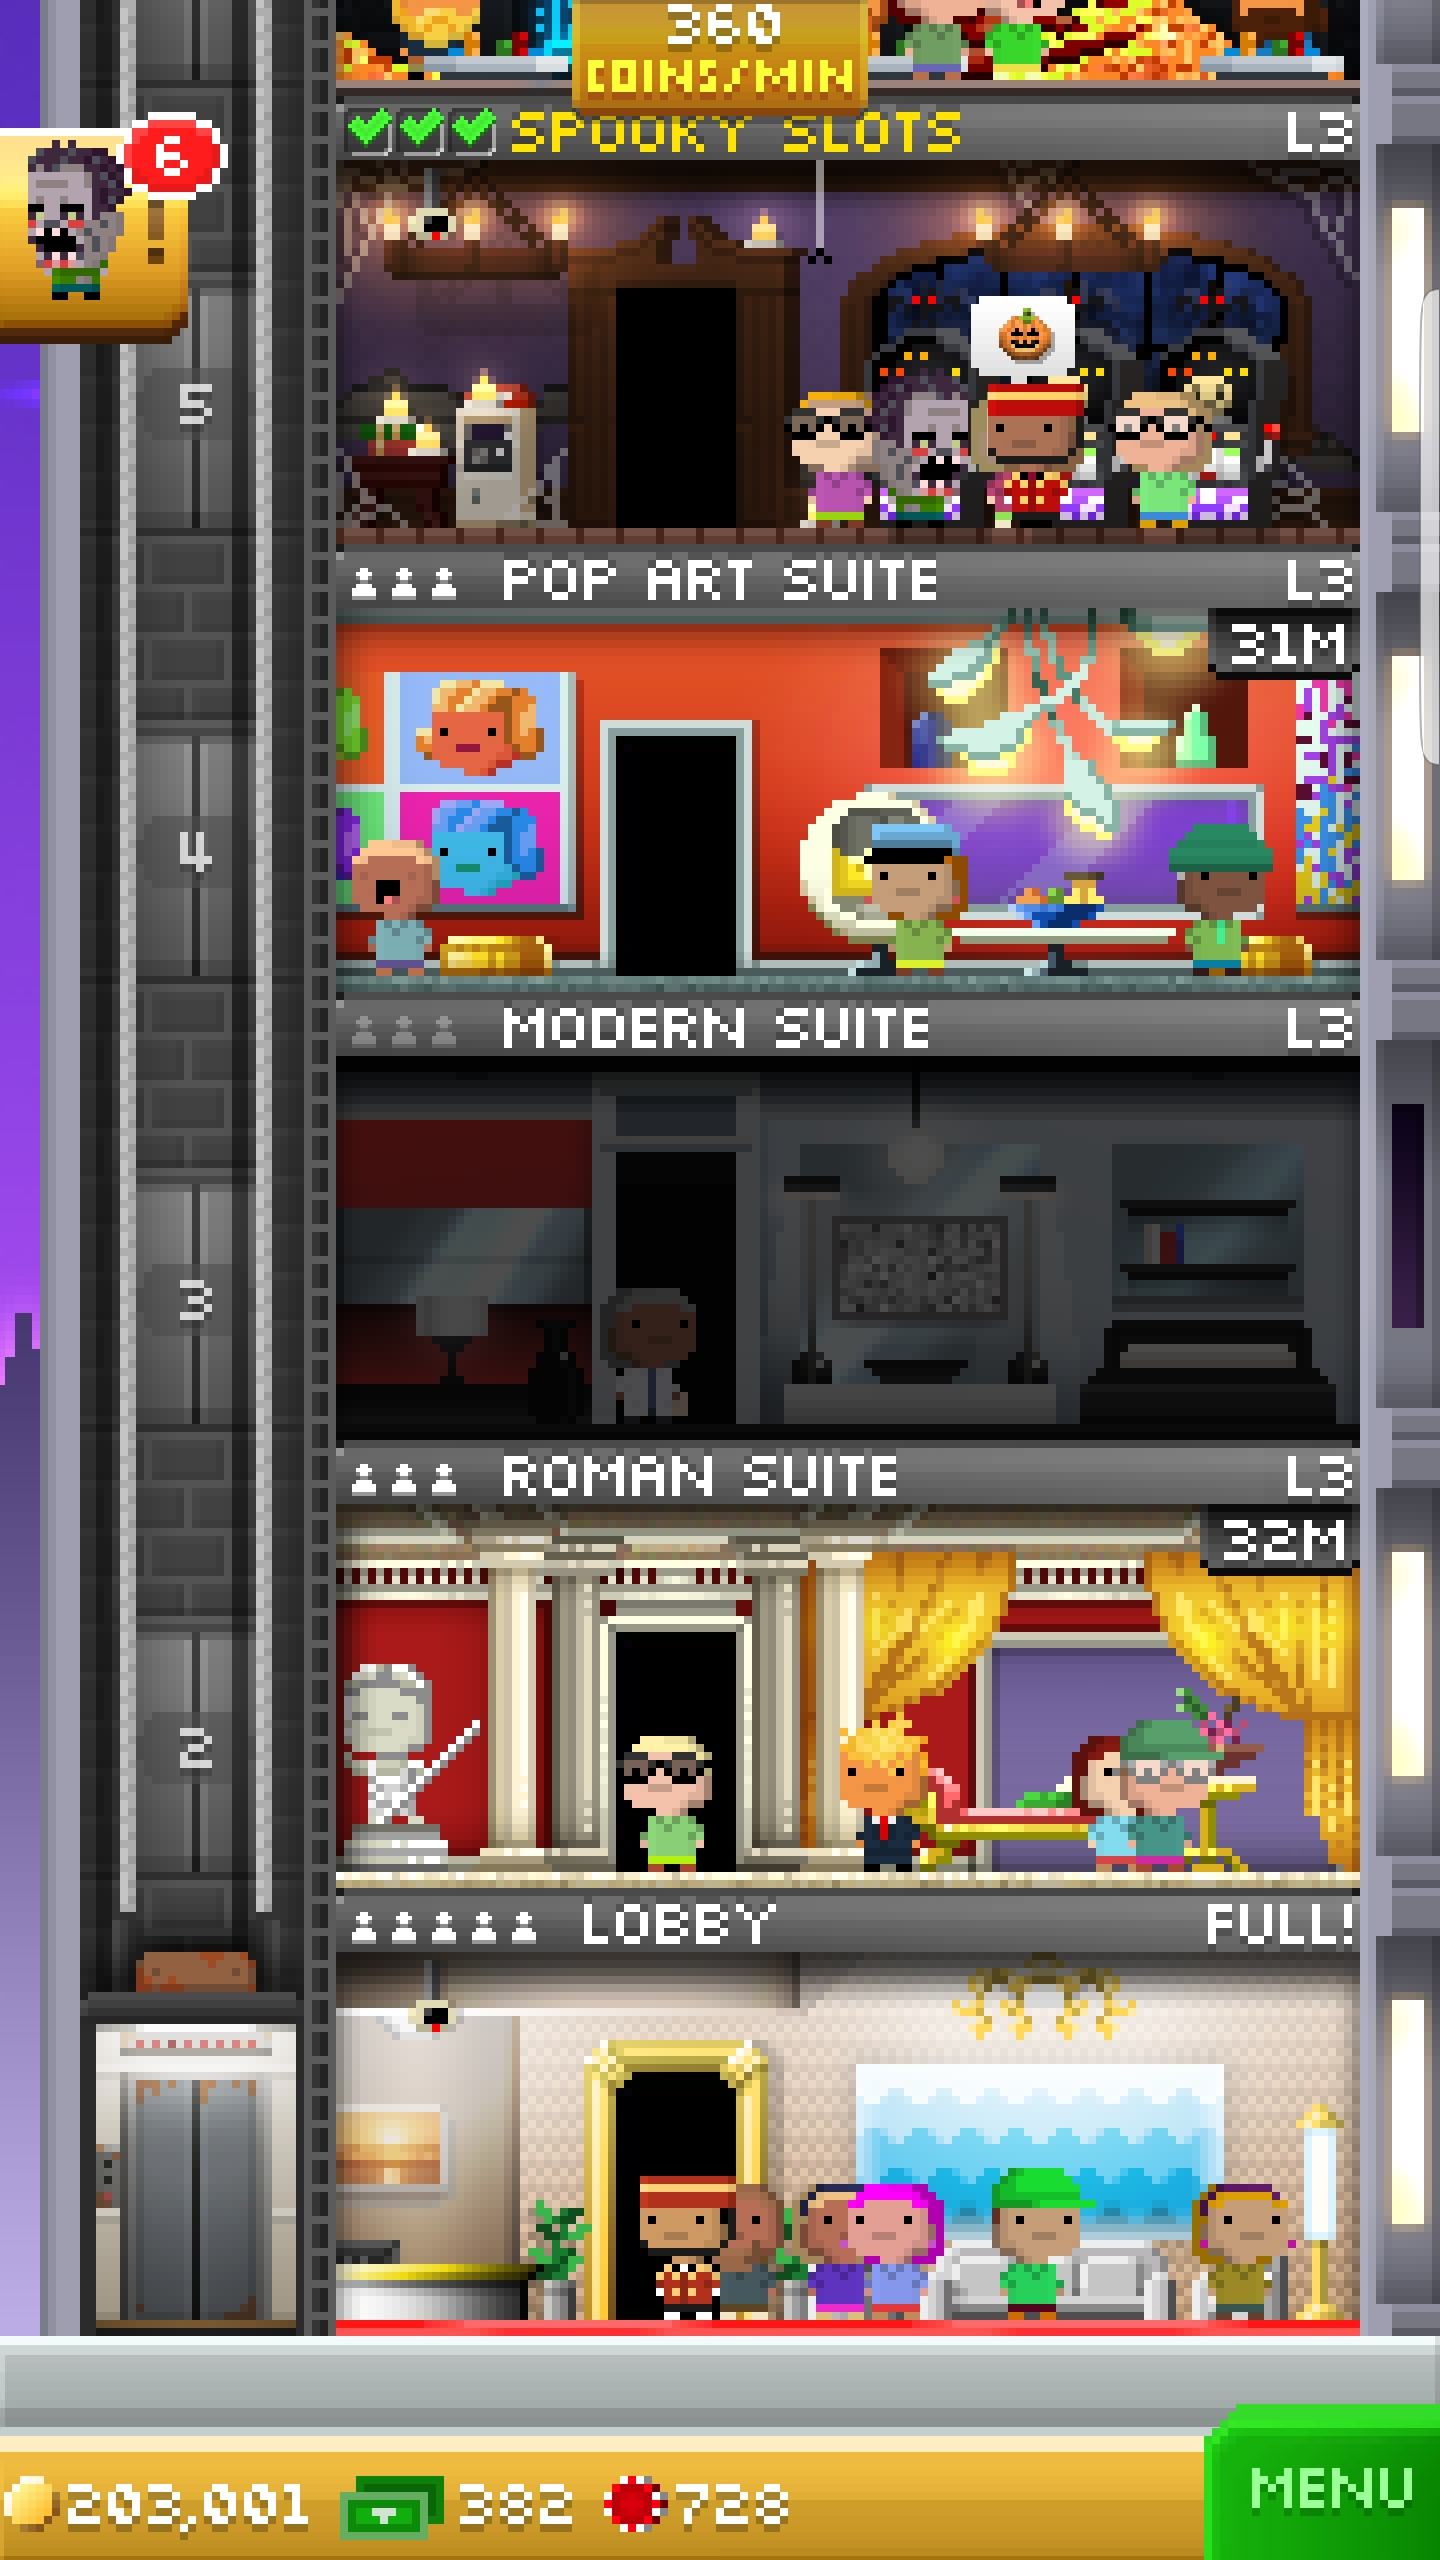 360
COINS/MIN
SPOOKY SLOTS L3
6
!
5
POP ART SUITE L3
31M
4
MODERN SUITE L3
3
ROMAN SUITE L3
32M
2
LOBBY FULL!
203,001 382 728
MENU